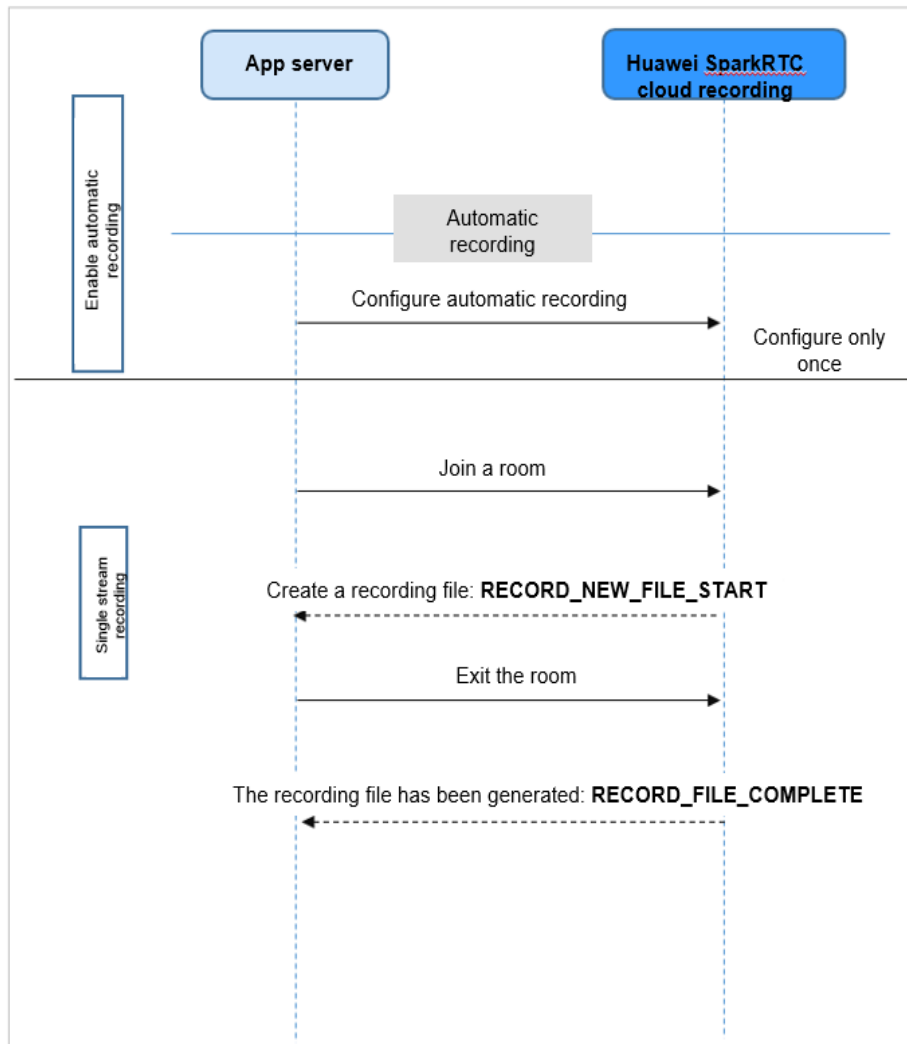 App server
Huawei SparkRTC
cloud recording
Enable automatic
recording
Automatic
recording
Configure automatic recording
Configure only
once
Join a room
Single stream
recording
Create a recording file: RECORD_NEW_FILE_START
Exit the room
The recording file has been generated: RECORD_FILE_COMPLETE